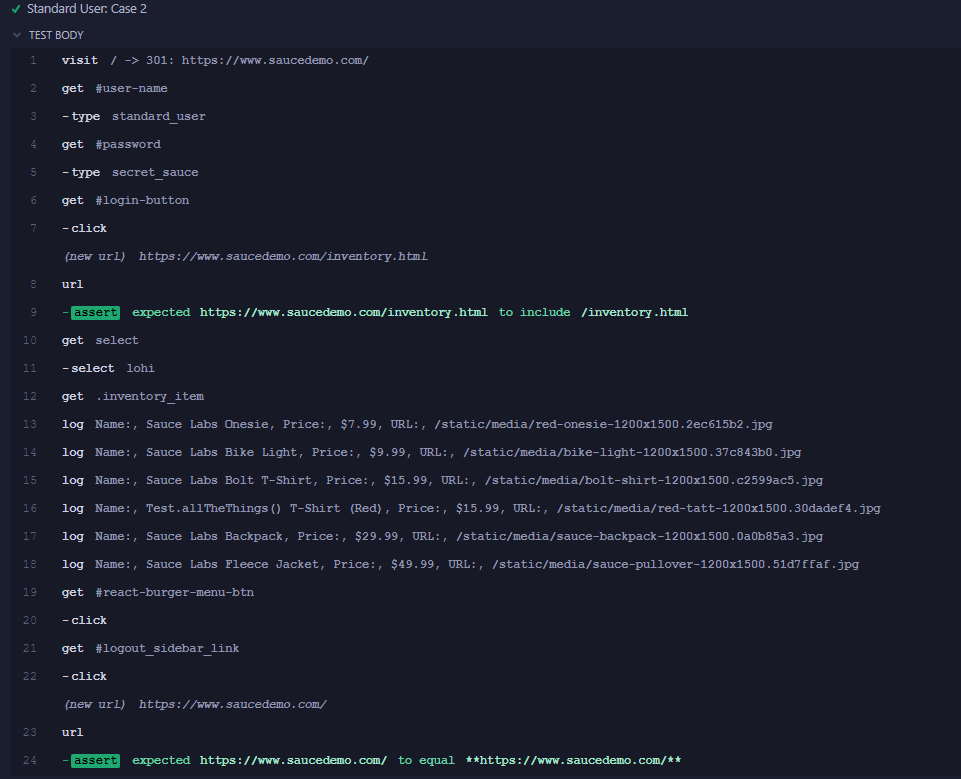 Standard User: Case 2
TEST BODY
1 visit / -> 301: https://www.saucedemo.com/
2 get #user-name
3 -type standard_user
4 get #password
5 -type secret_sauce
6 get #login-button
7 -click
(new url) https://www.saucedemo.com/inventory.html
8 url
9 -assert expected https://www.saucedemo.com/inventory.html to include /inventory.html
10 get select
11 -select lohi
12 get .inventory_item
13 log Name:, Sauce Labs Onesie, Price:, $7.99, URL:, /static/media/red-onesie-1200x1500.2ec615b2.jpg
14 log Name:, Sauce Labs Bike Light, Price:, $9.99, URL:, /static/media/bike-light-1200x1500.37c843b0.jpg
15 log Name:, Sauce Labs Bolt T-Shirt, Price:, $15.99, URL:, /static/media/bolt-shirt-1200x1500.c2599ac5.jpg
16 log Name:, Test.allTheThings() T-Shirt (Red), Price:, $15.99, URL:, /static/media/red-tatt-1200x1500.30dadef4.jpg
17 log Name:, Sauce Labs Backpack, Price:, $29.99, URL:, /static/media/sauce-backpack-1200x1500.0a0b85a3.jpg
18 log Name:, Sauce Labs Fleece Jacket, Price:, $49.99, URL:, /static/media/sauce-pullover-1200x1500.51d7ffaf.jpg
19 get #react-burger-menu-btn
20 -click
21 get #logout_sidebar_link
22 -click
(new url) https://www.saucedemo.com/
23 url
24 -assert expected https://www.saucedemo.com/ to equal **https://www.saucedemo.com/**